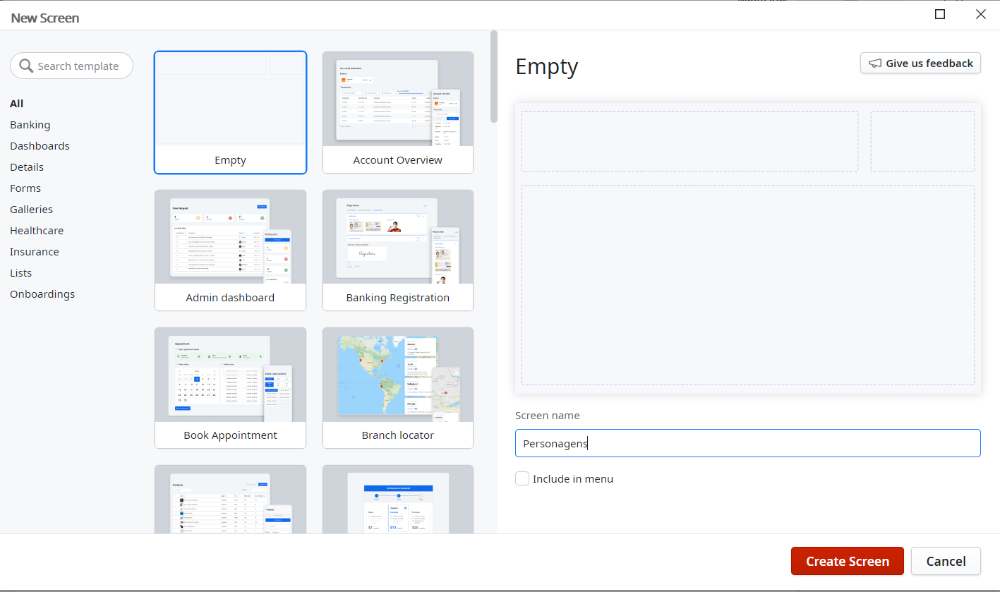 New Screen
Search template
All
Banking
Dashboards
Details
Forms
Galleries
Healthcare
Insurance
Lists
Onboardings
Empty
Account Overview
Admin dashboard
Banking Registration
Book Appointment
Branch locator
Empty
Give us feedback
Screen name
Personagens
Include in menu
Create Screen
Cancel